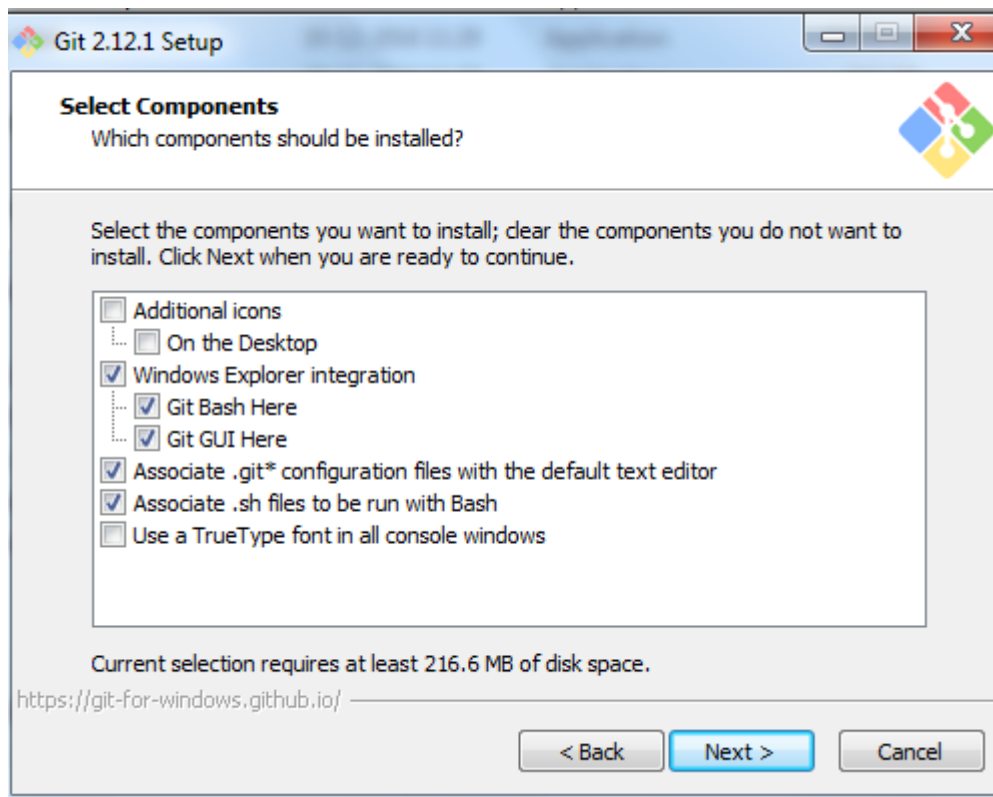 Git 2.12.1 Setup
Select Components
Which components should be installed?
Select the components you want to install; clear the components you do not want to
install. Click Next when you are ready to continue.
Additional icons
On the Desktop
Windows Explorer integration
Git Bash Here
Git GUI Here
Associate .git* configuration files with the default text editor
Associate .sh files to be run with Bash
Use a TrueType font in all console windows
Current selection requires at least 216.6 MB of disk space.
https://git-for-windows.github.io/
< Back Next > Cancel